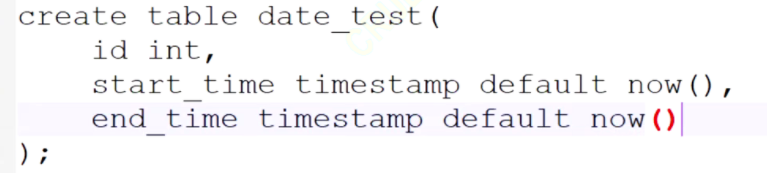 create table date_test(
    id int,
    start_time timestamp default now(),
    end_time timestamp default now()
);